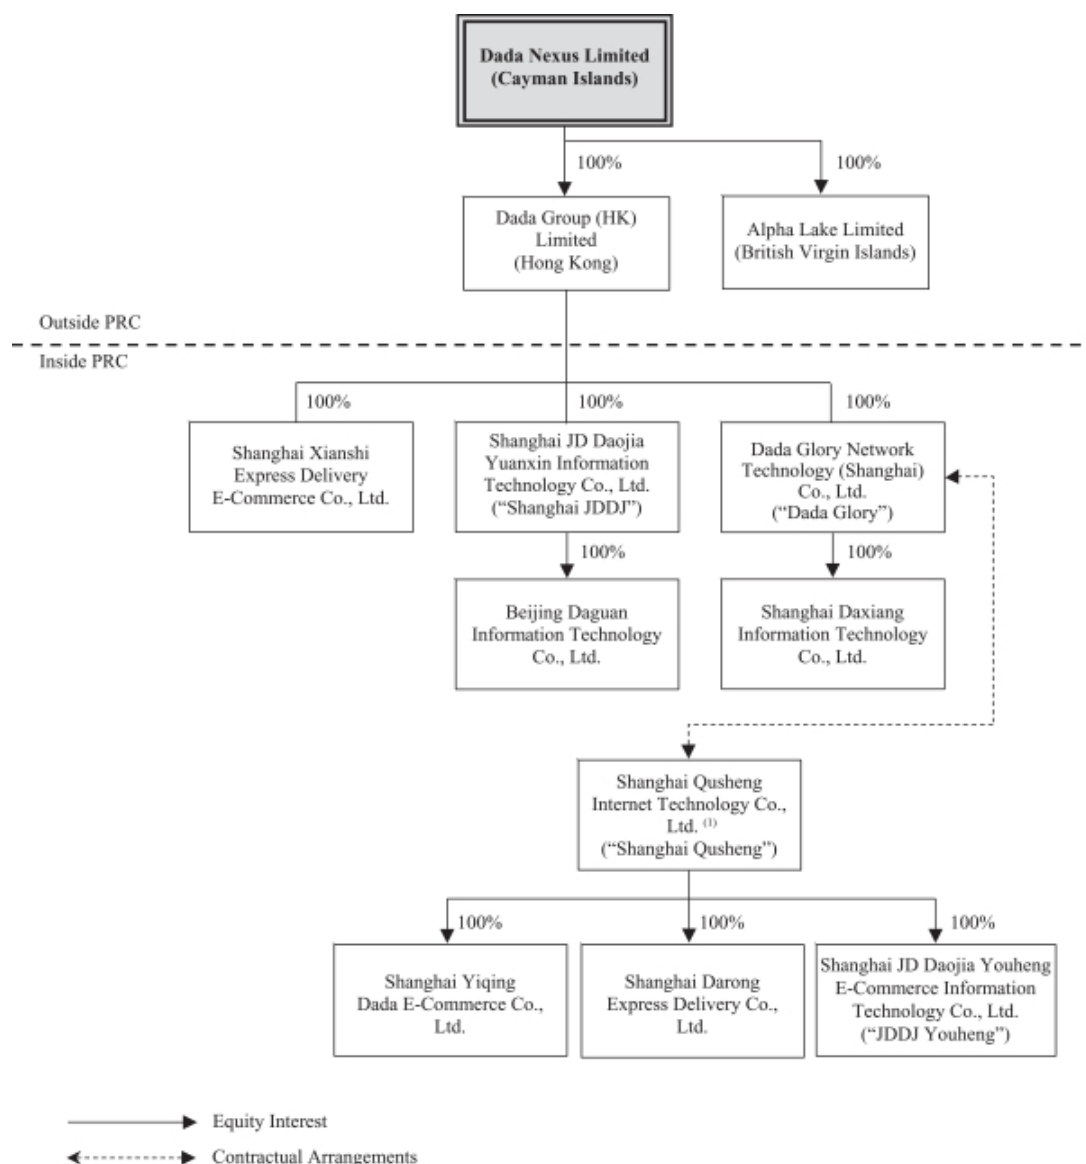 Dada Nexus Limited
(Cayman Islands)
100%
100%
Dada Group (HK)
Limited
(Hong Kong)
Alpha Lake Limited
(British Virgin Islands)
Outside PRC
Inside PRC
100%
100%
100%
Shanghai Xianshi
Express Delivery
E-Commerce Co., Ltd.
Shanghai JD Daojia
Yuanxin Information
Technology Co., Ltd.
(“Shanghai JDDJ”)
Dada Glory Network
Technology (Shanghai)
Co., Ltd.
(“Dada Glory”)
100%
100%
Beijing Daguan
Information Technology
Co., Ltd.
Shanghai Daxiang
Information Technology
Co., Ltd.
Shanghai Qusheng
Internet Technology Co.,
Ltd. (1)
(“Shanghai Qusheng”)
100%
100%
100%
Shanghai Yiqing
Dada E-Commerce Co.,
Ltd.
Shanghai Darong
Express Delivery Co.,
Ltd.
Shanghai JD Daojia Youheng
E-Commerce Information
Technology Co., Ltd.
(“JDDJ Youheng”)
Equity Interest
Contractual Arrangements